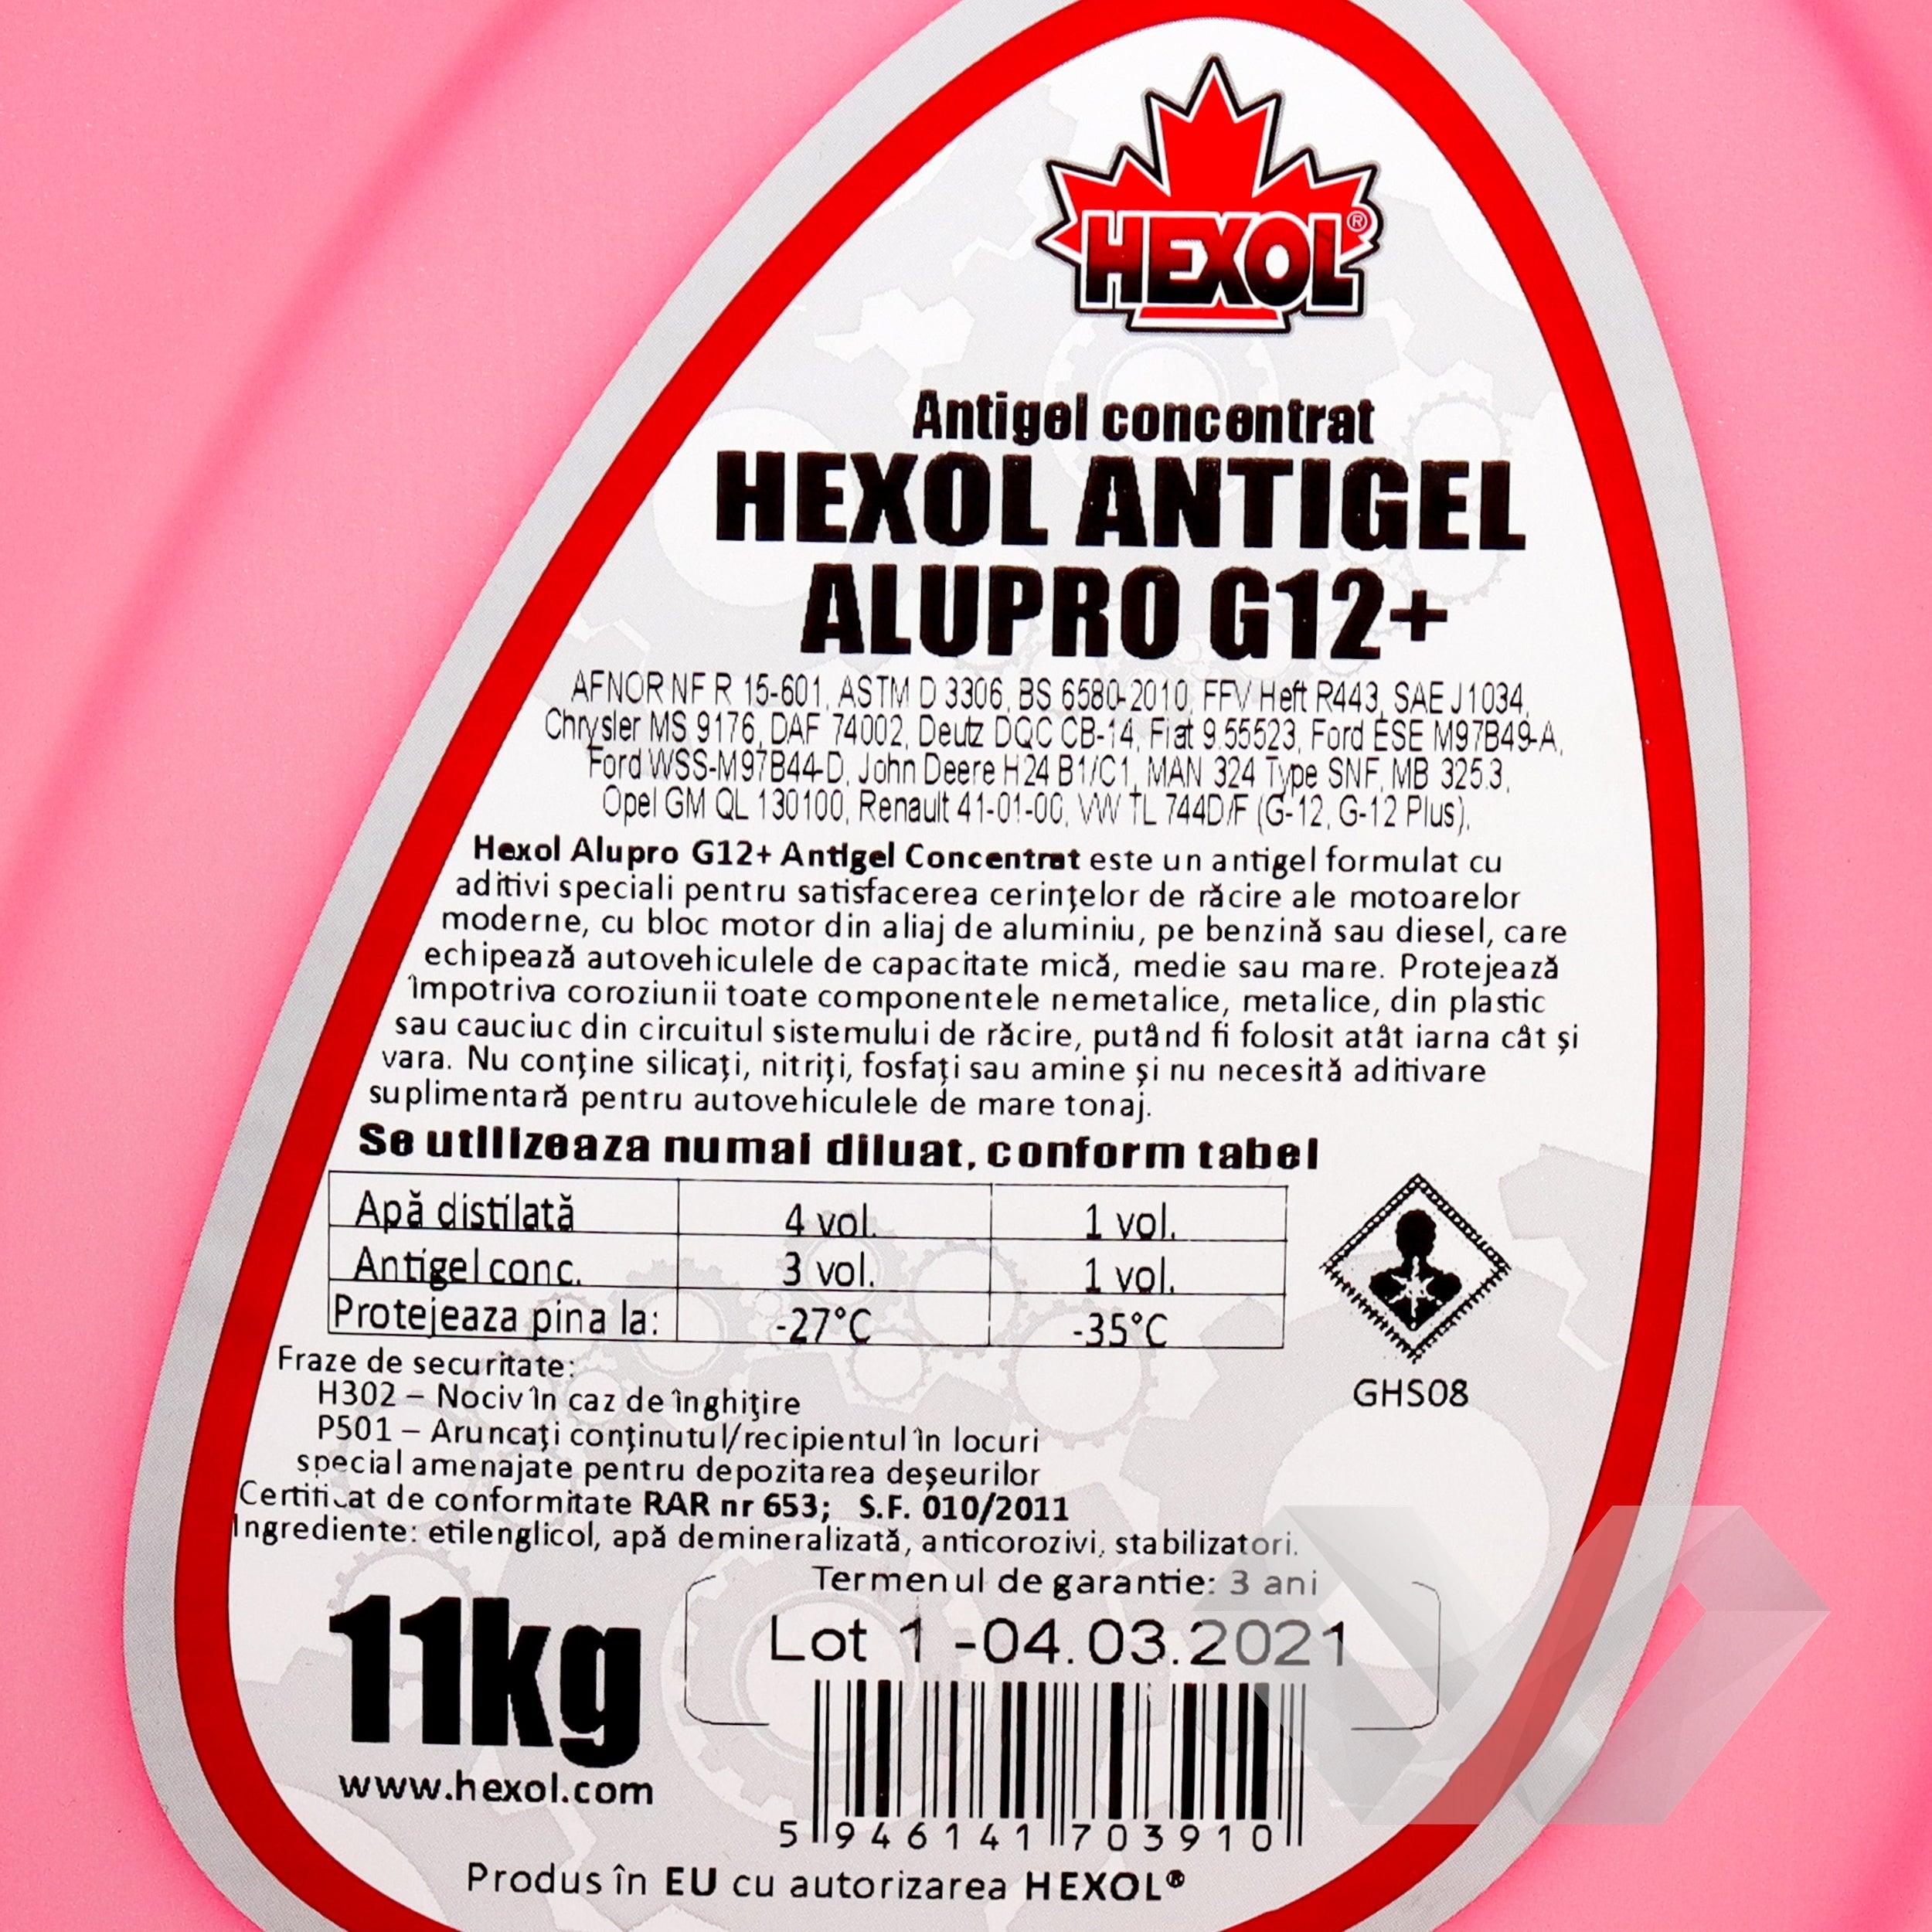 HEXOL®
Antigel concentrat
HEXOL ANTIGEL
ALUPRO G12+
AFNOR NF R 15-601, ASTM D 3306, BS 6580-2010, FFV Heft R443, SAE J1034,
Chrysler MS 9176, DAF 74002, Deutz DQC CB-14, Fiat 9.55523, Ford ESE M97B49-A,
Ford WSS-M97B44-D, John Deere H24 B1/C1, MAN 324 Type SNF, MB 325.3,
Opel GM QL 130100, Renault 41-01-00, VW TL 744D/F (G-12, G-12 Plus).
Hexol Alupro G12+ Antigel Concentrat este un antigel formulat cu
aditivi speciali pentru satisfacerea cerințelor de răcire ale motoarelor
moderne, cu bloc motor din aliaj de aluminiu, pe benzină sau diesel, care
echipează autovehiculele de capacitate mică, medie sau mare. Protejează
împotriva coroziunii toate componentele nemetalice, metalice, din plastic
sau cauciuc din circuitul sistemului de răcire, putând fi folosit atât iarna cât și
vara. Nu conține silicați, nitriți, fosfați sau amine și nu necesită aditivare
suplimentară pentru autovehiculele de mare tonaj.
Se utilizeaza numai diluat, conform tabel
Apă distilată 4 vol. 1 vol.
Antigel conc. 3 vol. 1 vol.
Protejeaza pina la: -27°C -35°C
GHS08
Fraze de securitate:
H302 – Nociv în caz de înghițire
P501 – Aruncați conținutul/recipientul în locuri
special amenajate pentru depozitarea deșeurilor
Certificat de conformitate RAR nr 653; S.F. 010/2011
Ingrediente: etilenglicol, apă demineralizată, anticorozivi, stabilizatori.
Termenul de garantie: 3 ani
Lot 1 -04.03.2021
11kg
www.hexol.com
5 946141 703910
Produs în EU cu autorizarea HEXOL®